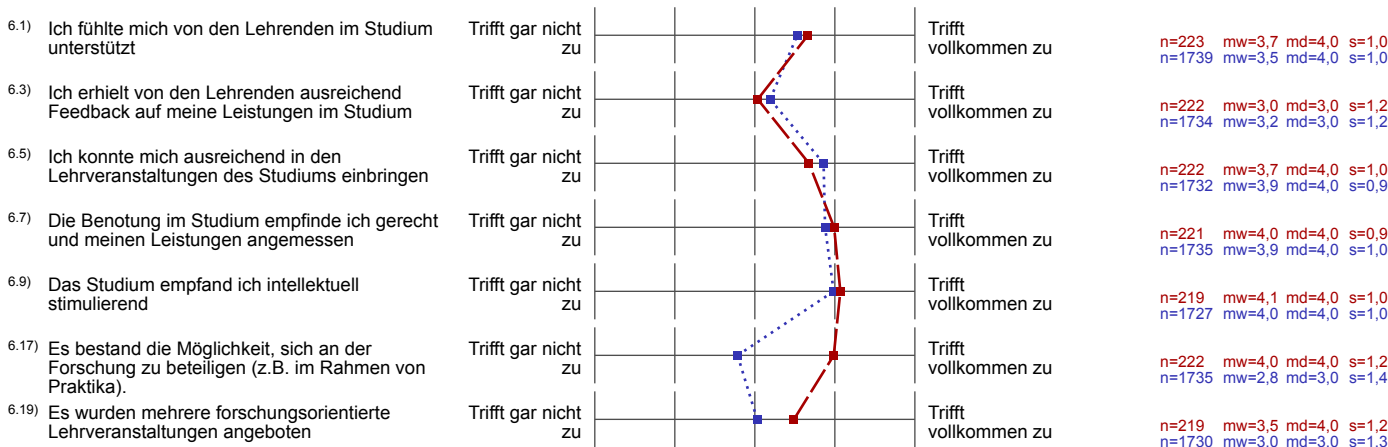 6.1) Ich fühlte mich von den Lehrenden im Studium
unterstützt
Trifft gar nicht
zu
Trifft
vollkommen zu
n=223 mw=3,7 md=4,0 s=1,0
n=1739 mw=3,5 md=4,0 s=1,0
6.3) Ich erhielt von den Lehrenden ausreichend
Feedback auf meine Leistungen im Studium
Trifft gar nicht
zu
Trifft
vollkommen zu
n=222 mw=3,0 md=3,0 s=1,2
n=1734 mw=3,2 md=3,0 s=1,2
6.5) Ich konnte mich ausreichend in den
Lehrveranstaltungen des Studiums einbringen
Trifft gar nicht
zu
Trifft
vollkommen zu
n=222 mw=3,7 md=4,0 s=1,0
n=1732 mw=3,9 md=4,0 s=0,9
6.7) Die Benotung im Studium empfinde ich gerecht
und meinen Leistungen angemessen
Trifft gar nicht
zu
Trifft
vollkommen zu
n=221 mw=4,0 md=4,0 s=0,9
n=1735 mw=3,9 md=4,0 s=1,0
6.9) Das Studium empfand ich intellektuell
stimulierend
Trifft gar nicht
zu
Trifft
vollkommen zu
n=219 mw=4,1 md=4,0 s=1,0
n=1727 mw=4,0 md=4,0 s=1,0
6.17) Es bestand die Möglichkeit, sich an der
Forschung zu beteiligen (z.B. im Rahmen von
Praktika).
Trifft gar nicht
zu
Trifft
vollkommen zu
n=222 mw=4,0 md=4,0 s=1,2
n=1735 mw=2,8 md=3,0 s=1,4
6.19) Es wurden mehrere forschungsorientierte
Lehrveranstaltungen angeboten
Trifft gar nicht
zu
Trifft
vollkommen zu
n=219 mw=3,5 md=4,0 s=1,2
n=1730 mw=3,0 md=3,0 s=1,3